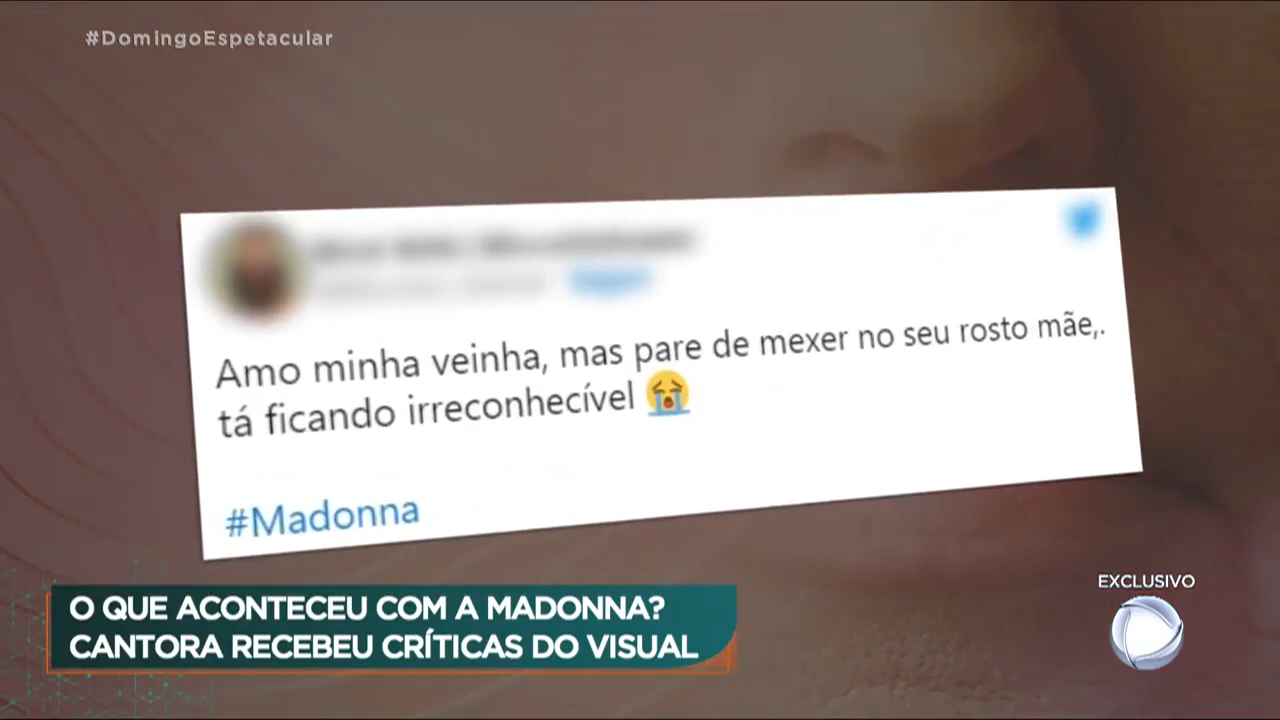 #DomingoEspetacular
Amo minha veinha, mas pare de mexer no seu rosto mãe,.
tá ficando irreconhecível 😭
#Madonna
O QUE ACONTECEU COM A MADONNA?
CANTORA RECEBEU CRÍTICAS DO VISUAL
EXCLUSIVO